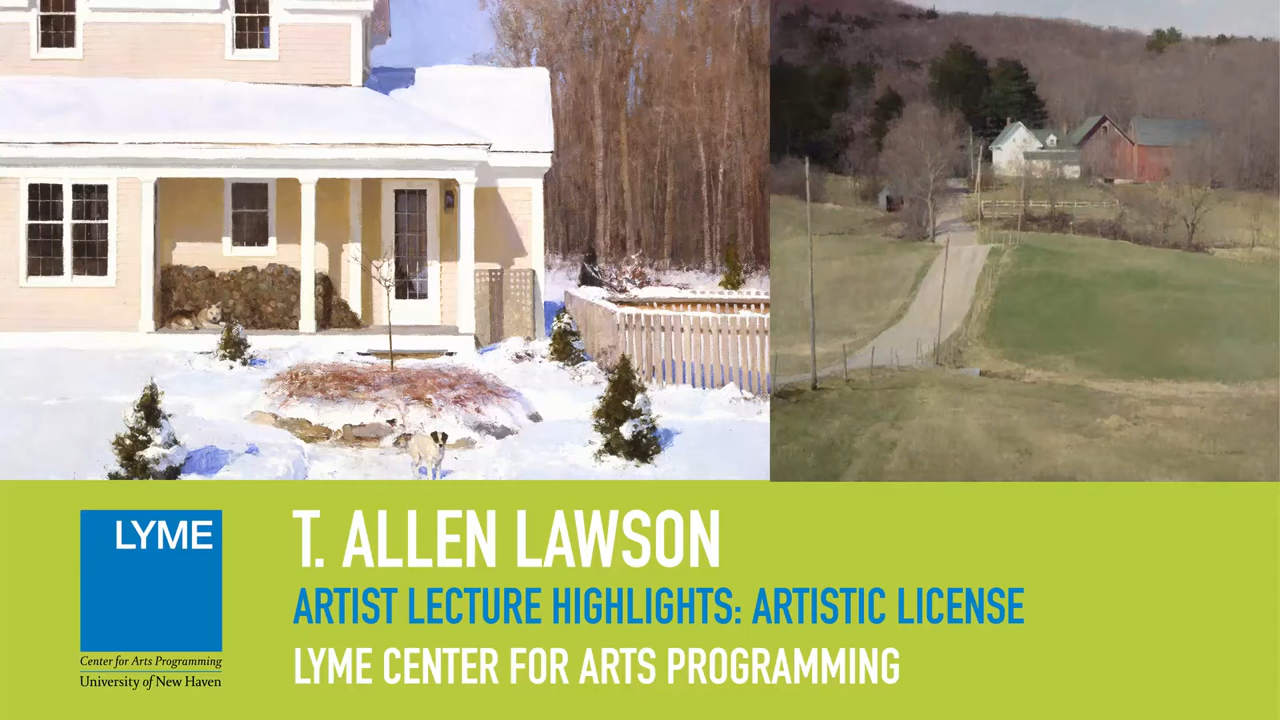 LYME
Center for Arts Programming
University of New Haven
T. ALLEN LAWSON
ARTIST LECTURE HIGHLIGHTS: ARTISTIC LICENSE
LYME CENTER FOR ARTS PROGRAMMING